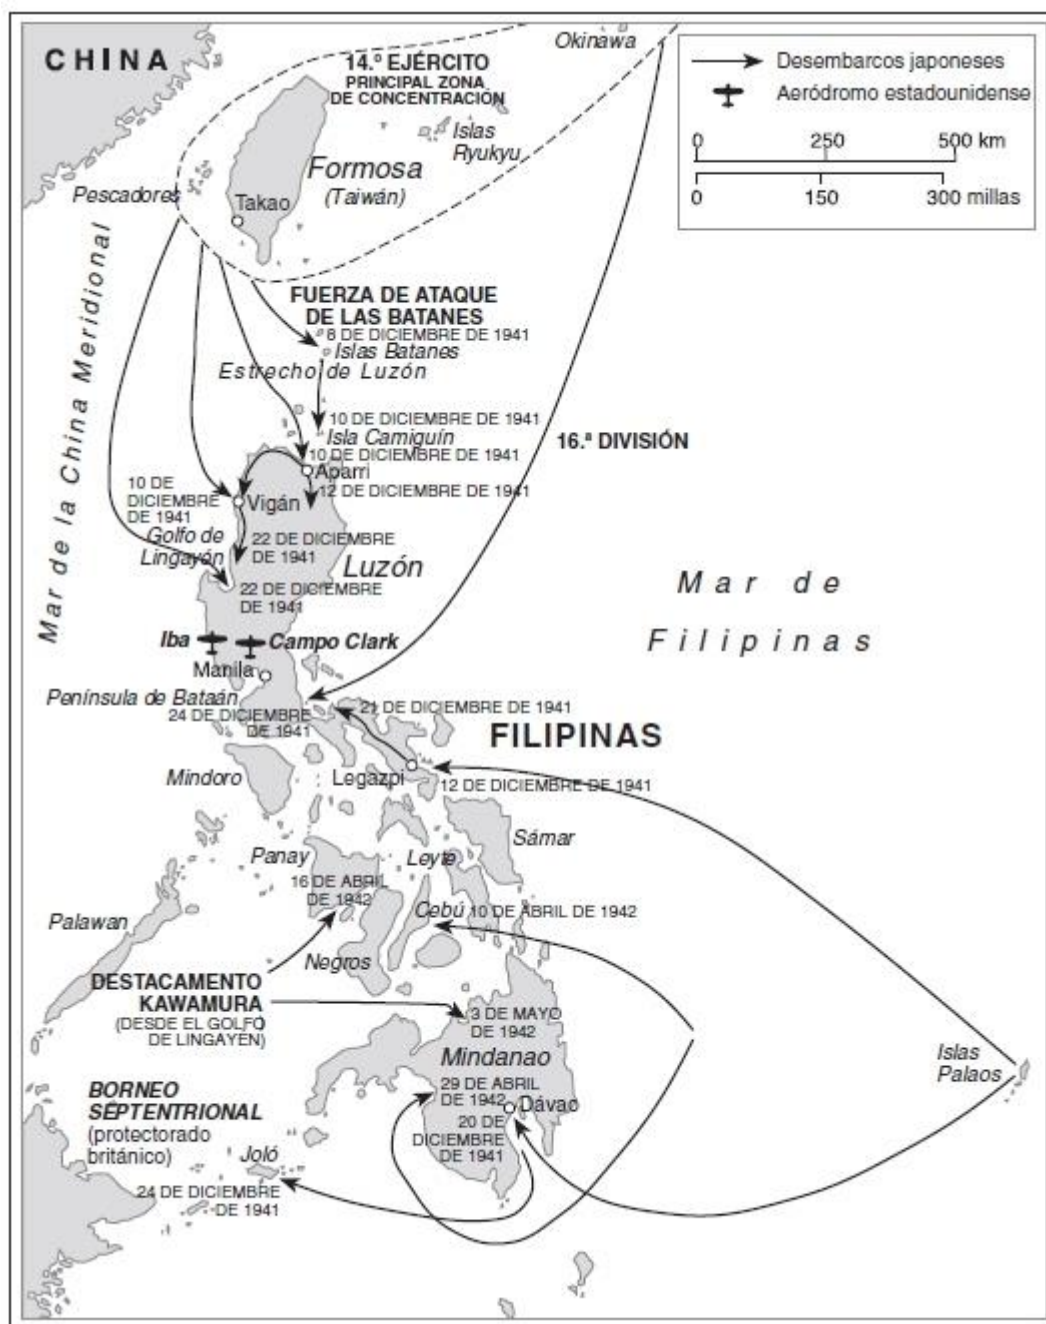 CHINA
14.º EJÉRCITO
PRINCIPAL ZONA
DE CONCENTRACIÓN
Okinawa
Desembarcos japoneses
Aeródromo estadounidense
0 250 500 km
0 150 300 millas
Islas
Ryukyu
Formosa
(Taiwán)
Pescadores
Takao
Mar de la China Meridional
FUERZA DE ATAQUE
DE LAS BATANES
8 DE DICIEMBRE DE 1941
Islas Batanes
Estrecho de Luzón
10 DE DICIEMBRE DE 1941
Isla Camiguín
16.ª DIVISIÓN
10 DE DICIEMBRE DE 1941
Aparri
12 DE DICIEMBRE DE 1941
10 DE
DICIEMBRE
DE 1941
Vigán
Golfo de
Lingayón
22 DE DICIEMBRE
DE 1941
Luzón
22 DE DICIEMBRE
DE 1941
Mar de
Filipinas
Iba
Campo Clark
Manila
Península de Bataán
24 DE DICIEMBRE
DE 1941
21 DE DICIEMBRE DE 1941
FILIPINAS
Mindoro
Legazpi
12 DE DICIEMBRE DE 1941
Sámar
Panay
Leyte
16 DE ABRIL
DE 1942
Cebú 10 DE ABRIL DE 1942
Palawan
Negros
DESTACAMENTO
KAWAMURA
(DESDE EL GOLFO
DE LINGAYEN)
3 DE MAYO
DE 1942
Mindanao
Islas
Palaos
29 DE ABRIL
DE 1942
Dávao
20 DE
DICIEMBRE
DE 1941
BORNEO
SEPTENTRIONAL
(protectorado
británico)
Joló
24 DE DICIEMBRE
DE 1941